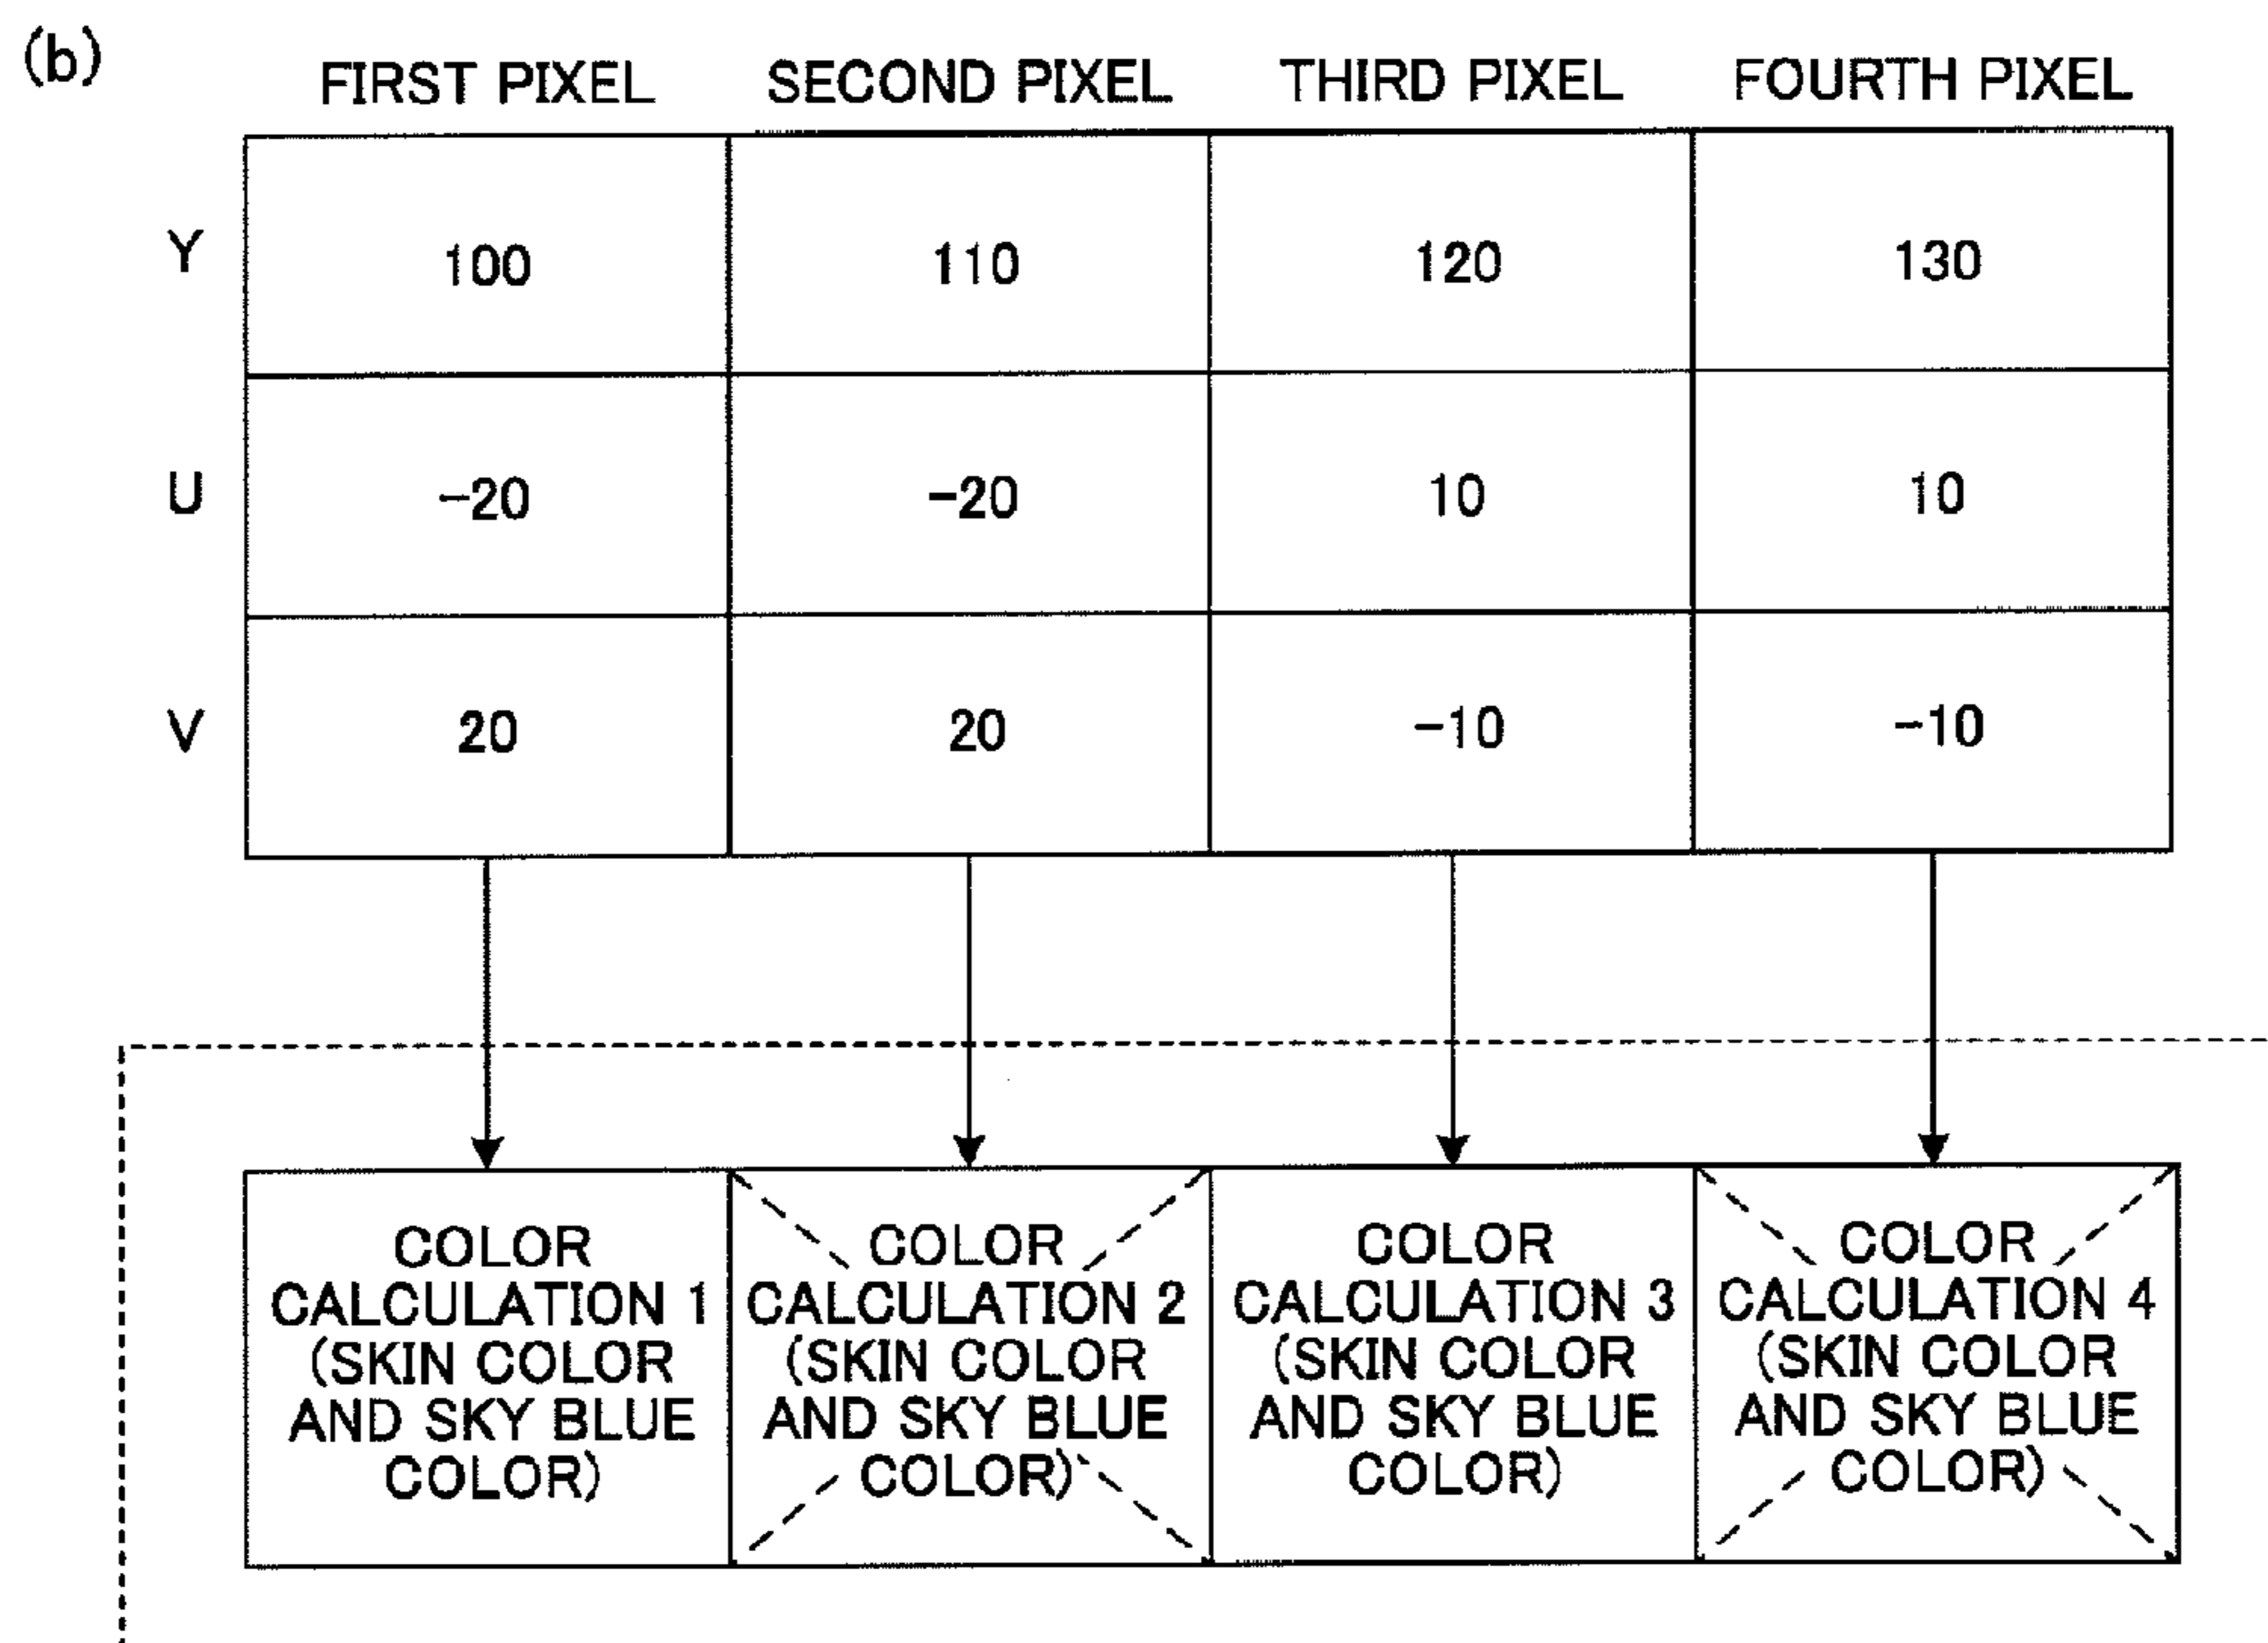 (b)
FIRST PIXEL SECOND PIXEL THIRD PIXEL FOURTH PIXEL
Y 100 110 120 130
U -20 -20 10 10
V 20 20 -10 -10
COLOR
CALCULATION 1
(SKIN COLOR
AND SKY BLUE
COLOR)
COLOR
CALCULATION 2
(SKIN COLOR
AND SKY BLUE
COLOR)
COLOR
CALCULATION 3
(SKIN COLOR
AND SKY BLUE
COLOR)
COLOR
CALCULATION 4
(SKIN COLOR
AND SKY BLUE
COLOR)